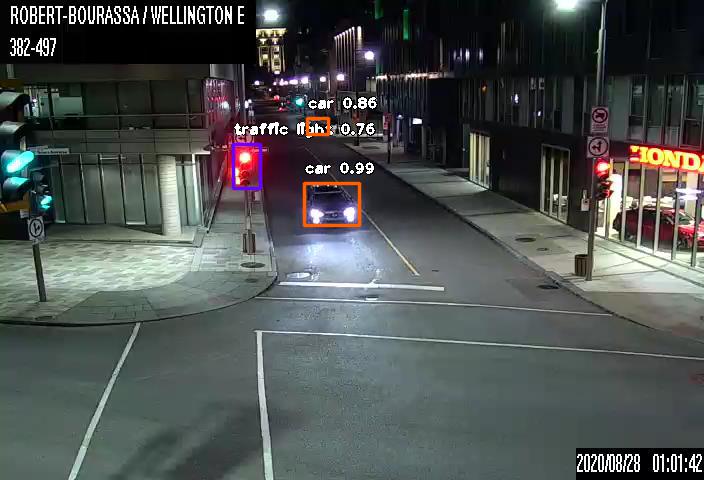 ROBERT-BOURASSA / WELLINGTON E
382-497
car 0.86
traffic light 0.76
car 0.99
HONDA
2020/08/28 01:01:42